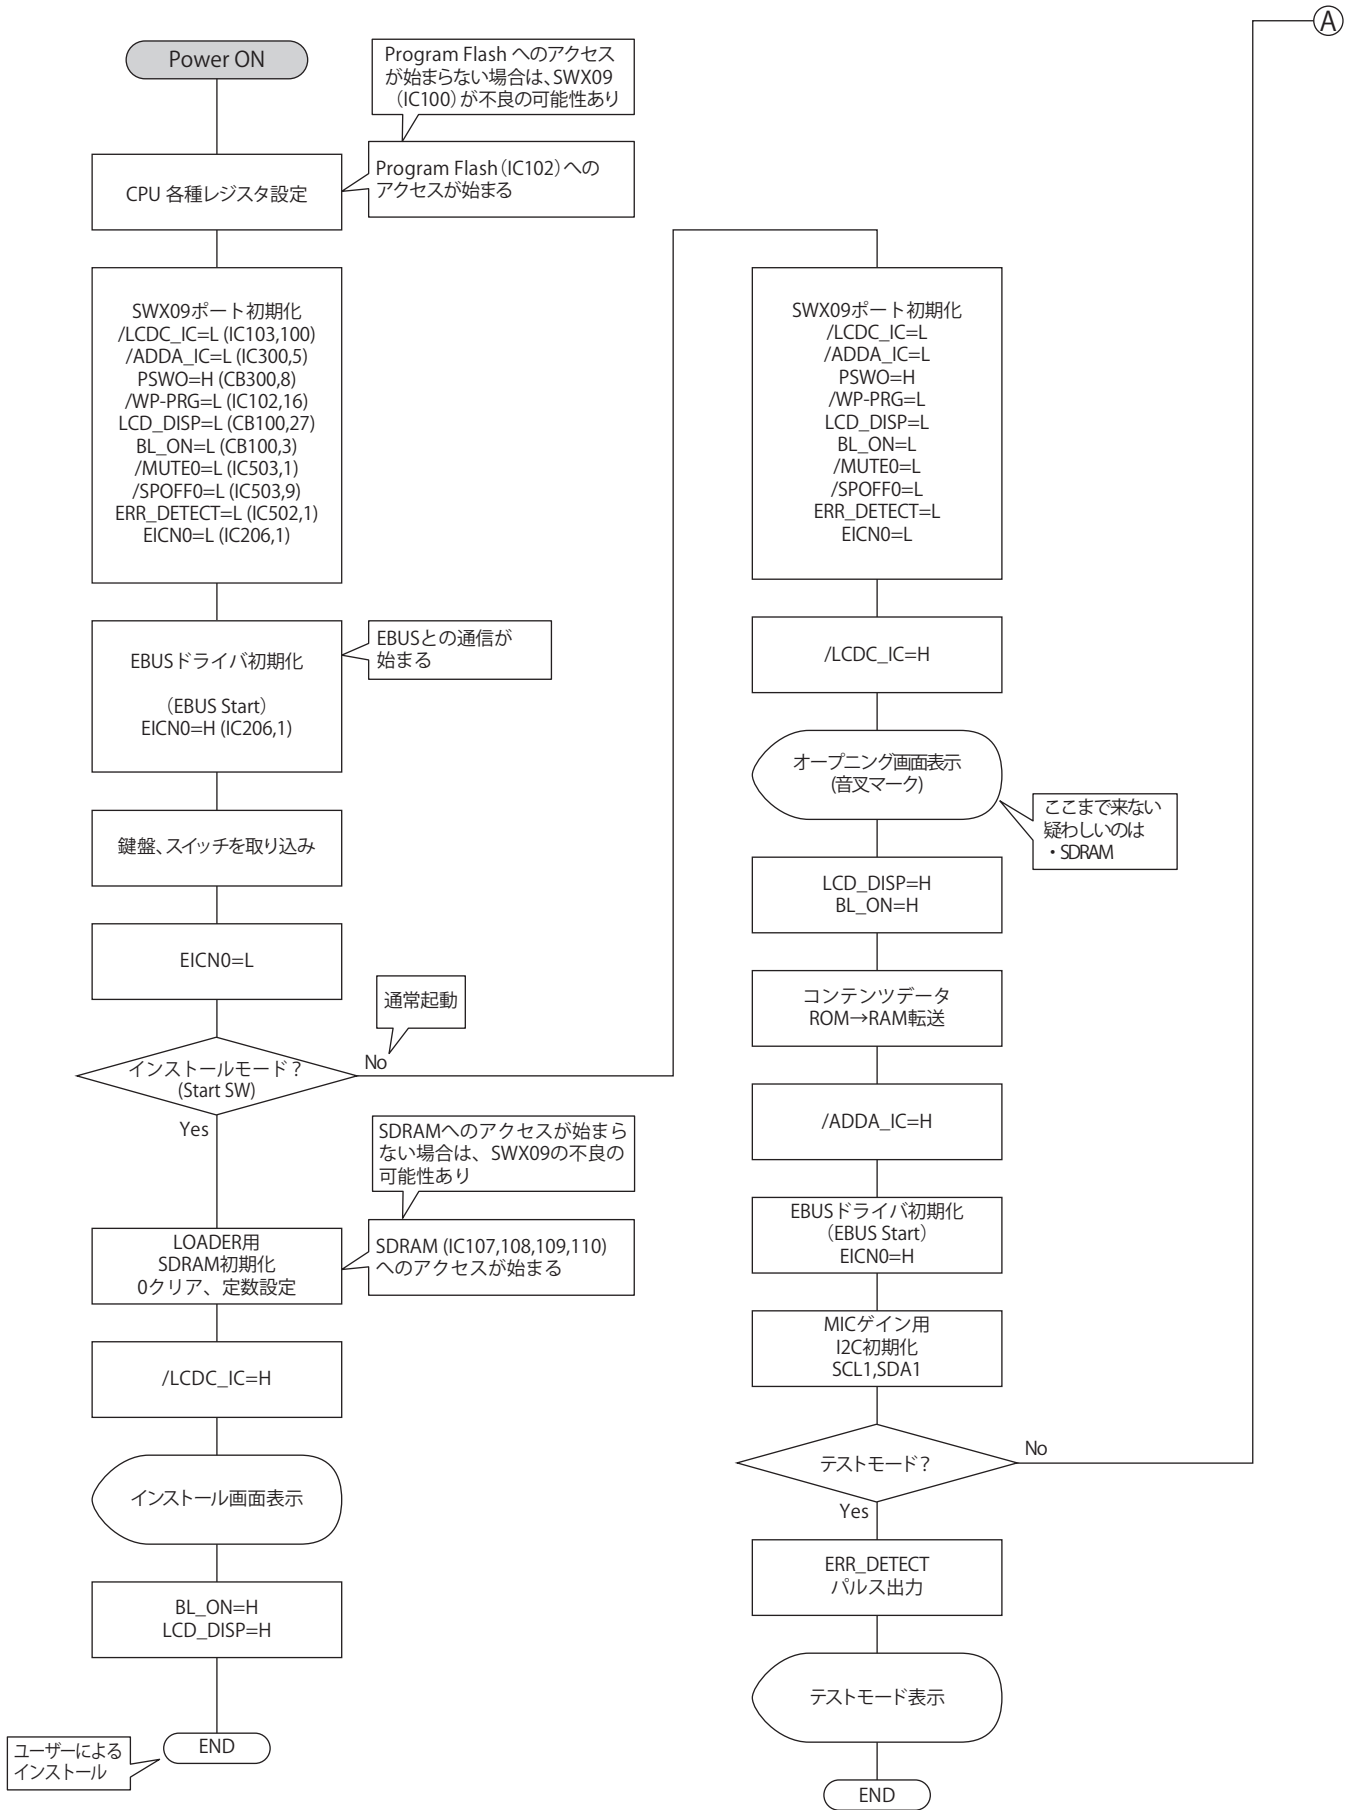 Power ON
Program Flash へのアクセス
が始まらない場合は、SWX09
（IC100）が不良の可能性あり
CPU 各種レジスタ設定
Program Flash（IC102）への
アクセスが始まる
SWX09ポート初期化
/LCDC_IC=L (IC103,100)
/ADDA_IC=L (IC300,5)
PSWO=H (CB300,8)
/WP-PRG=L (IC102,16)
LCD_DISP=L (CB100,27)
BL_ON=L (CB100,3)
/MUTE0=L (IC503,1)
/SPOFF0=L (IC503,9)
ERR_DETECT=L (IC502,1)
EICN0=L (IC206,1)
EBUSドライバ初期化
（EBUS Start）
EICN0=H (IC206,1)
EBUSとの通信が
始まる
鍵盤、スイッチを取り込み
EICN0=L
通常起動
インストールモード？
(Start SW)
No
Yes
SDRAMへのアクセスが始まら
ない場合は、SWX09の不良の
可能性あり
LOADER用
SDRAM初期化
0クリア、定数設定
SDRAM (IC107,108,109,110)
へのアクセスが始まる
/LCDC_IC=H
インストール画面表示
BL_ON=H
LCD_DISP=H
END
ユーザーによる
インストール
SWX09ポート初期化
/LCDC_IC=L
/ADDA_IC=L
PSWO=H
/WP-PRG=L
LCD_DISP=L
BL_ON=L
/MUTE0=L
/SPOFF0=L
ERR_DETECT=L
EICN0=L
/LCDC_IC=H
オープニング画面表示
(音叉マーク)
ここまで来ない
疑わしいのは
・SDRAM
LCD_DISP=H
BL_ON=H
コンテンツデータ
ROM→RAM転送
/ADDA_IC=H
EBUSドライバ初期化
（EBUS Start）
EICN0=H
MICゲイン用
I2C初期化
SCL1,SDA1
テストモード？
No
Yes
ERR_DETECT
パルス出力
テストモード表示
END
A